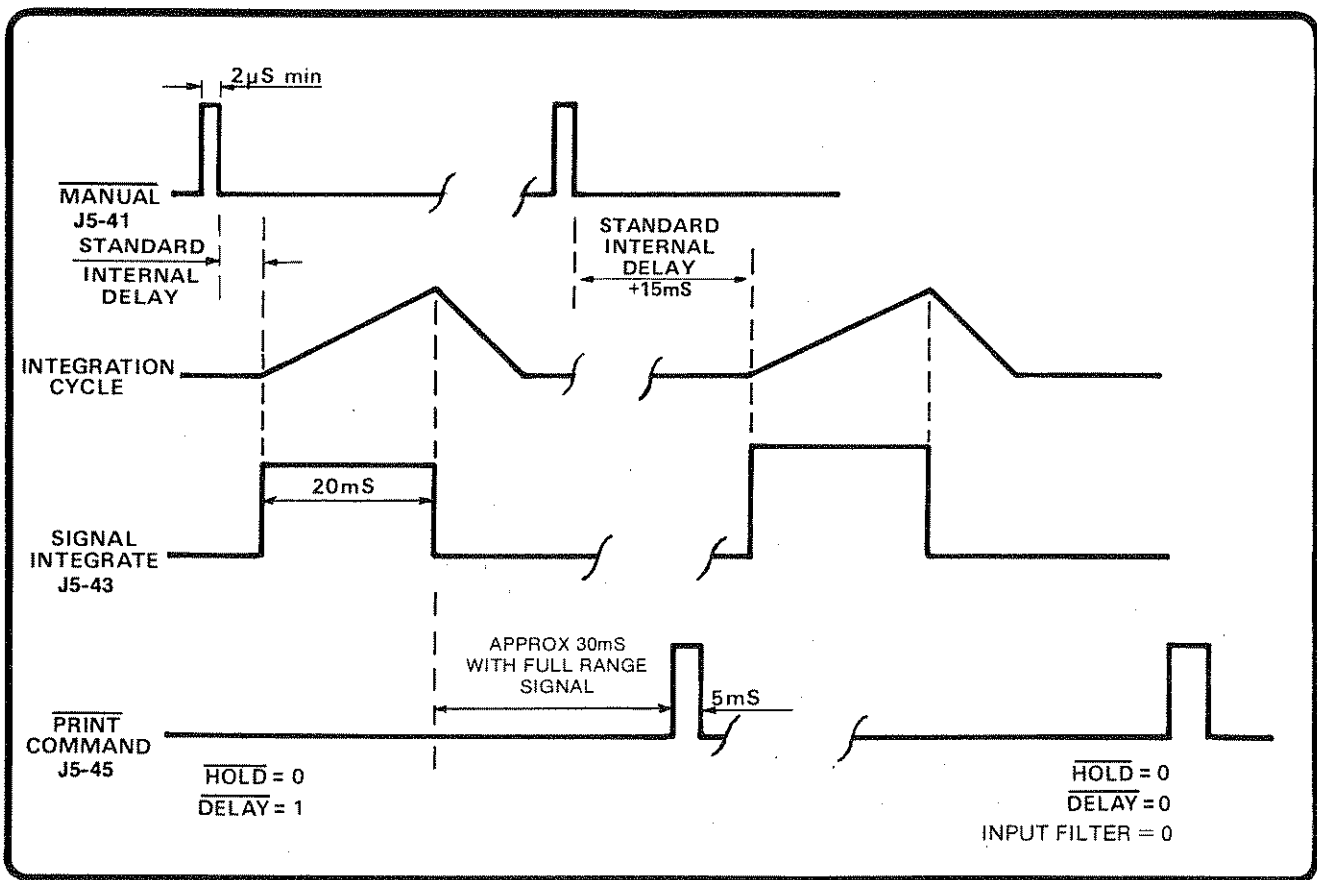 2µS min
MANUAL
J5-41
STANDARD
INTERNAL
DELAY
STANDARD
INTERNAL
DELAY
+15mS
INTEGRATION
CYCLE
20mS
SIGNAL
INTEGRATE
J5-43
APPROX 30mS
WITH FULL RANGE
SIGNAL
5mS
PRINT
COMMAND
J5-45
HOLD = 0
DELAY = 1
HOLD = 0
DELAY = 0
INPUT FILTER = 0